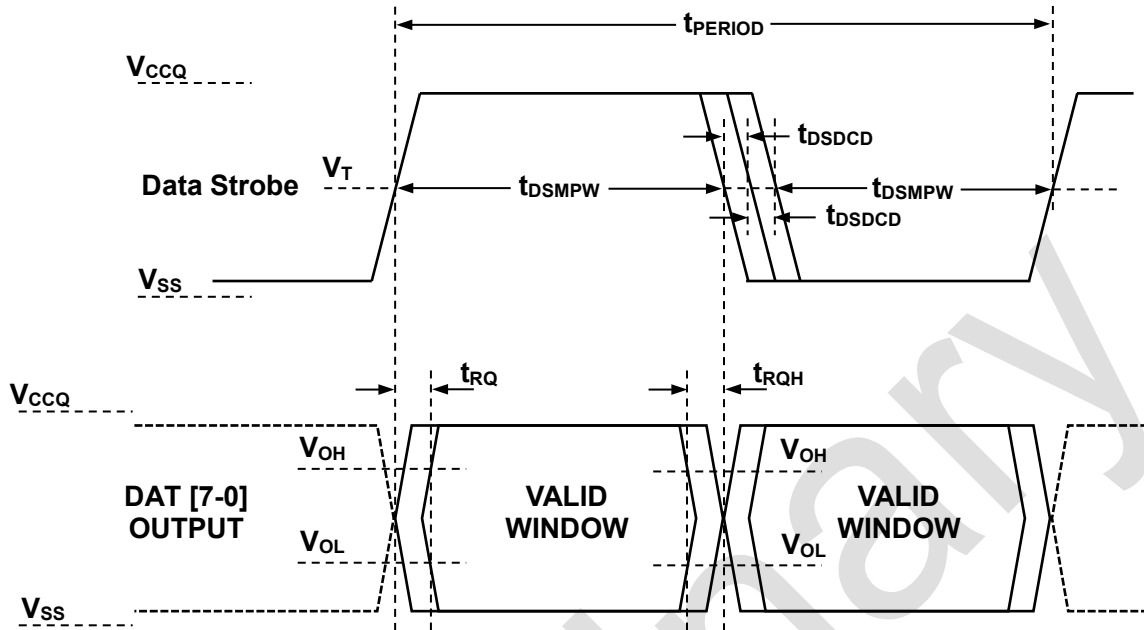 tPERIOD
VCCQ
tDSDCD
VT
Data Strobe
tDSMPW
tDSMPW
tDSDCD
VSS
tRQ
tRQH
VCCQ
VOH
VOH
DAT [7-0]
OUTPUT
VALID
WINDOW
VALID
WINDOW
VOL
VOL
VSS
inary